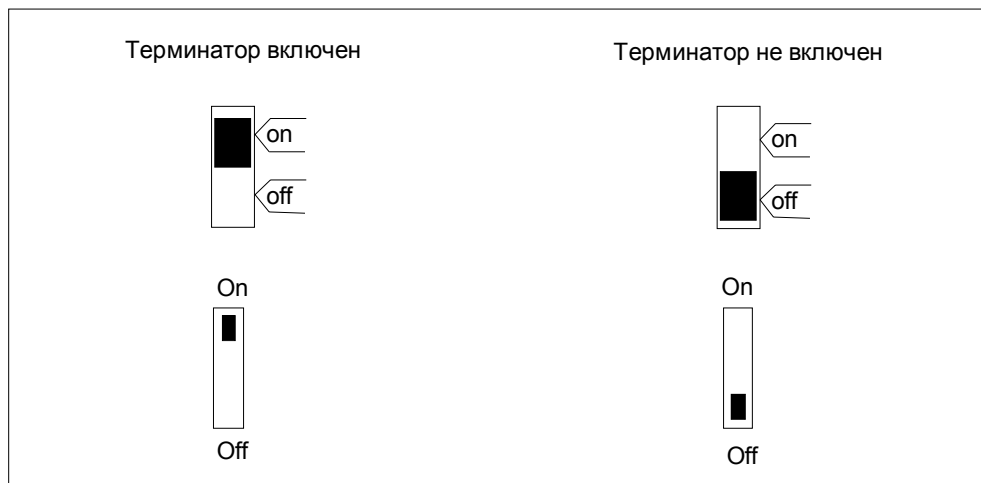 Терминатор включен
Терминатор не включен
on
off
on
off
On
Off
On
Off